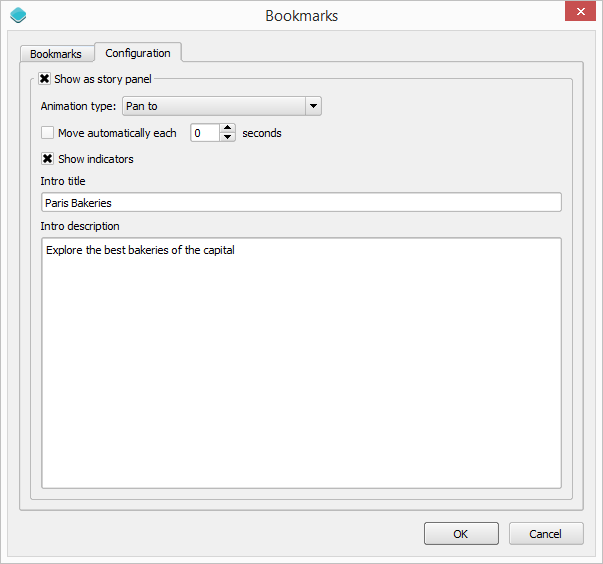 Bookmarks
Bookmarks Configuration
Show as story panel
Animation type: Pan to
Move automatically each 0 seconds
Show indicators
Intro title
Paris Bakeries
Intro description
Explore the best bakeries of the capital
OK Cancel